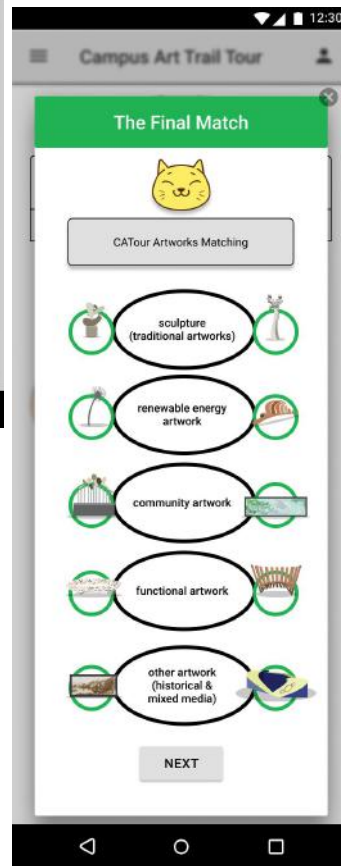 12:30
Campus Art Trail Tour
The Final Match
CATour Artworks Matching
sculpture
(traditional artworks)
renewable energy
artwork
community artwork
functional artwork
other artwork
(historical &
mixed media)
NEXT